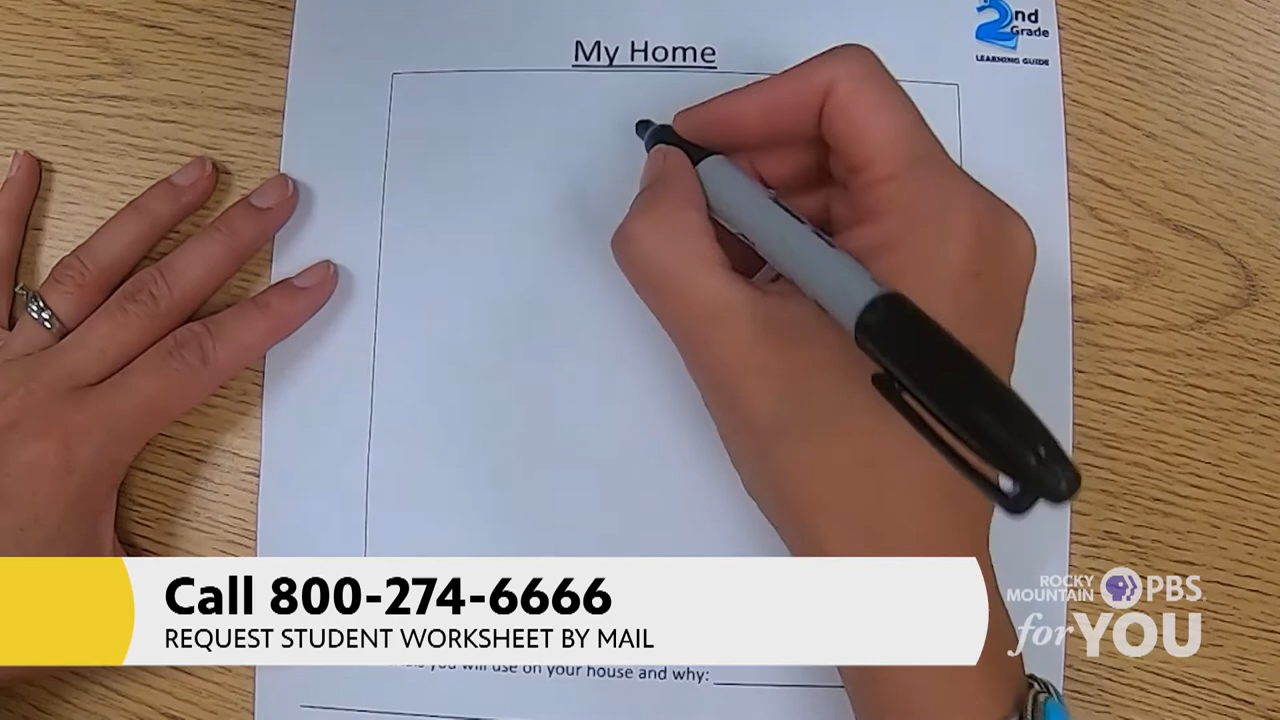 2nd
Grade
LEARNING GUIDE
My Home
Call 800-274-6666
REQUEST STUDENT WORKSHEET BY MAIL
you will use on your house and why:
ROCKY
MOUNTAIN PBS
for YOU